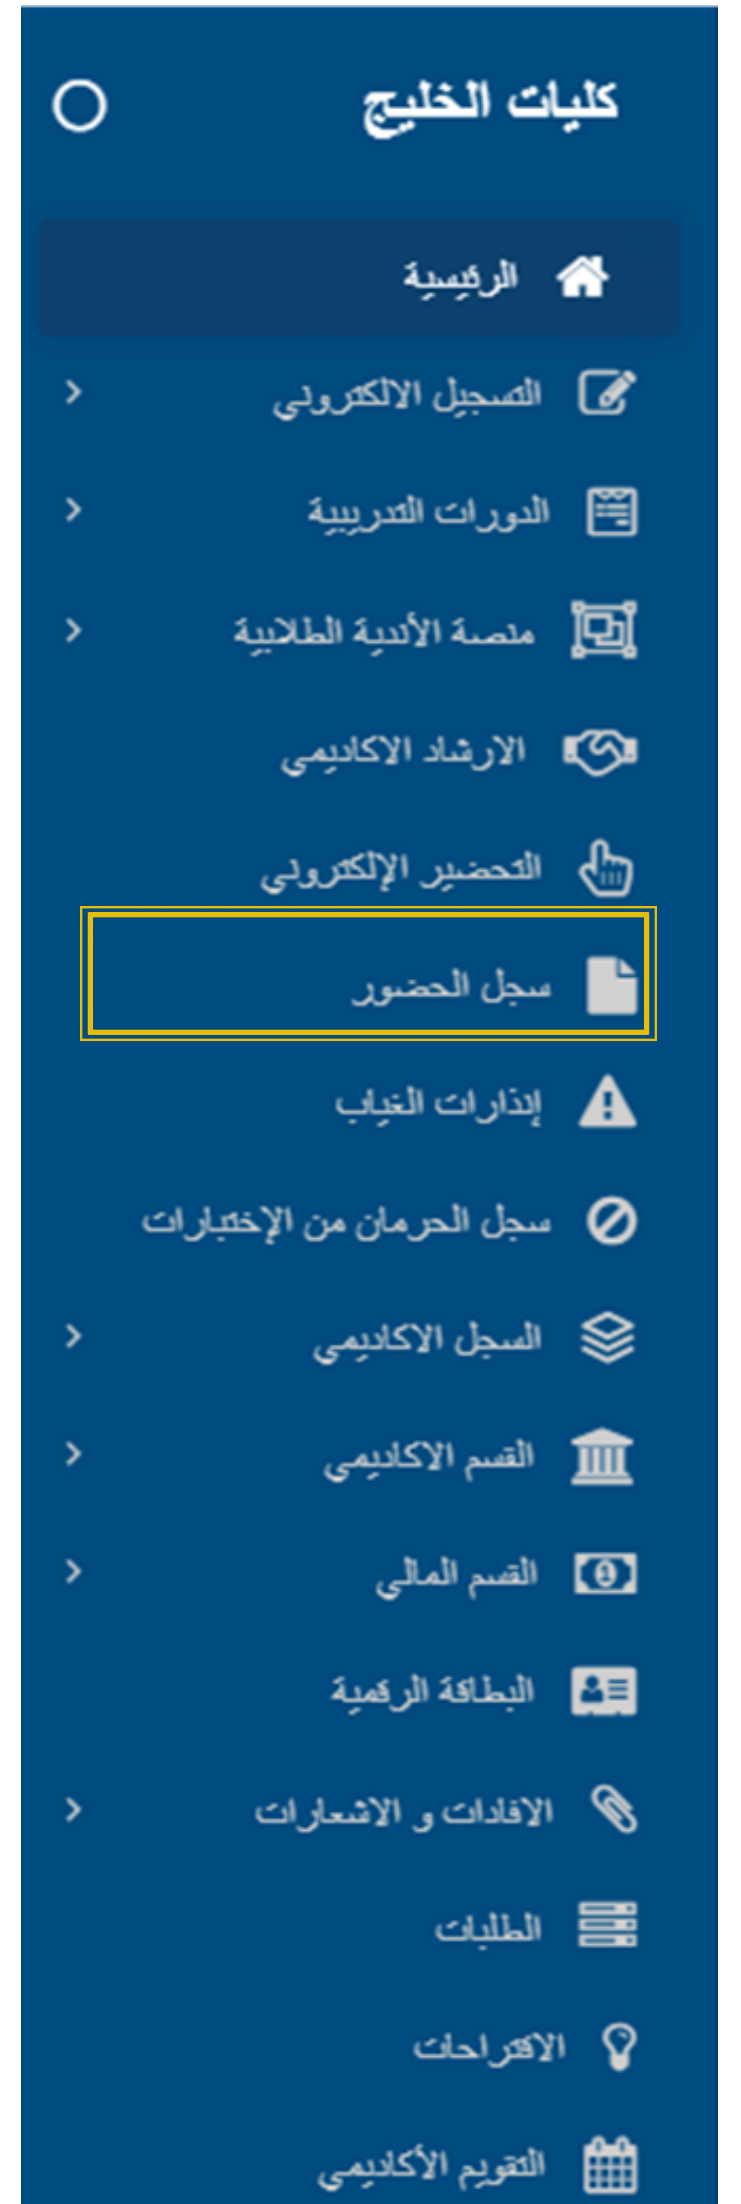 كليات الخليج
الرئيسية
التسجيل الالكتروني
الدورات التدريبية
منصة الأندية الطلابية
الارشاد الاكاديمي
التحضير الإلكتروني
سجل الحضور
إنذارات الغياب
سجل الحرمان من الإختبارات
السجل الاكاديمي
القسم الاكاديمي
القسم المالي
البطاقة الرقمية
الافادات و الاشعارات
الطلبات
الاقتراحات
التقويم الأكاديمي